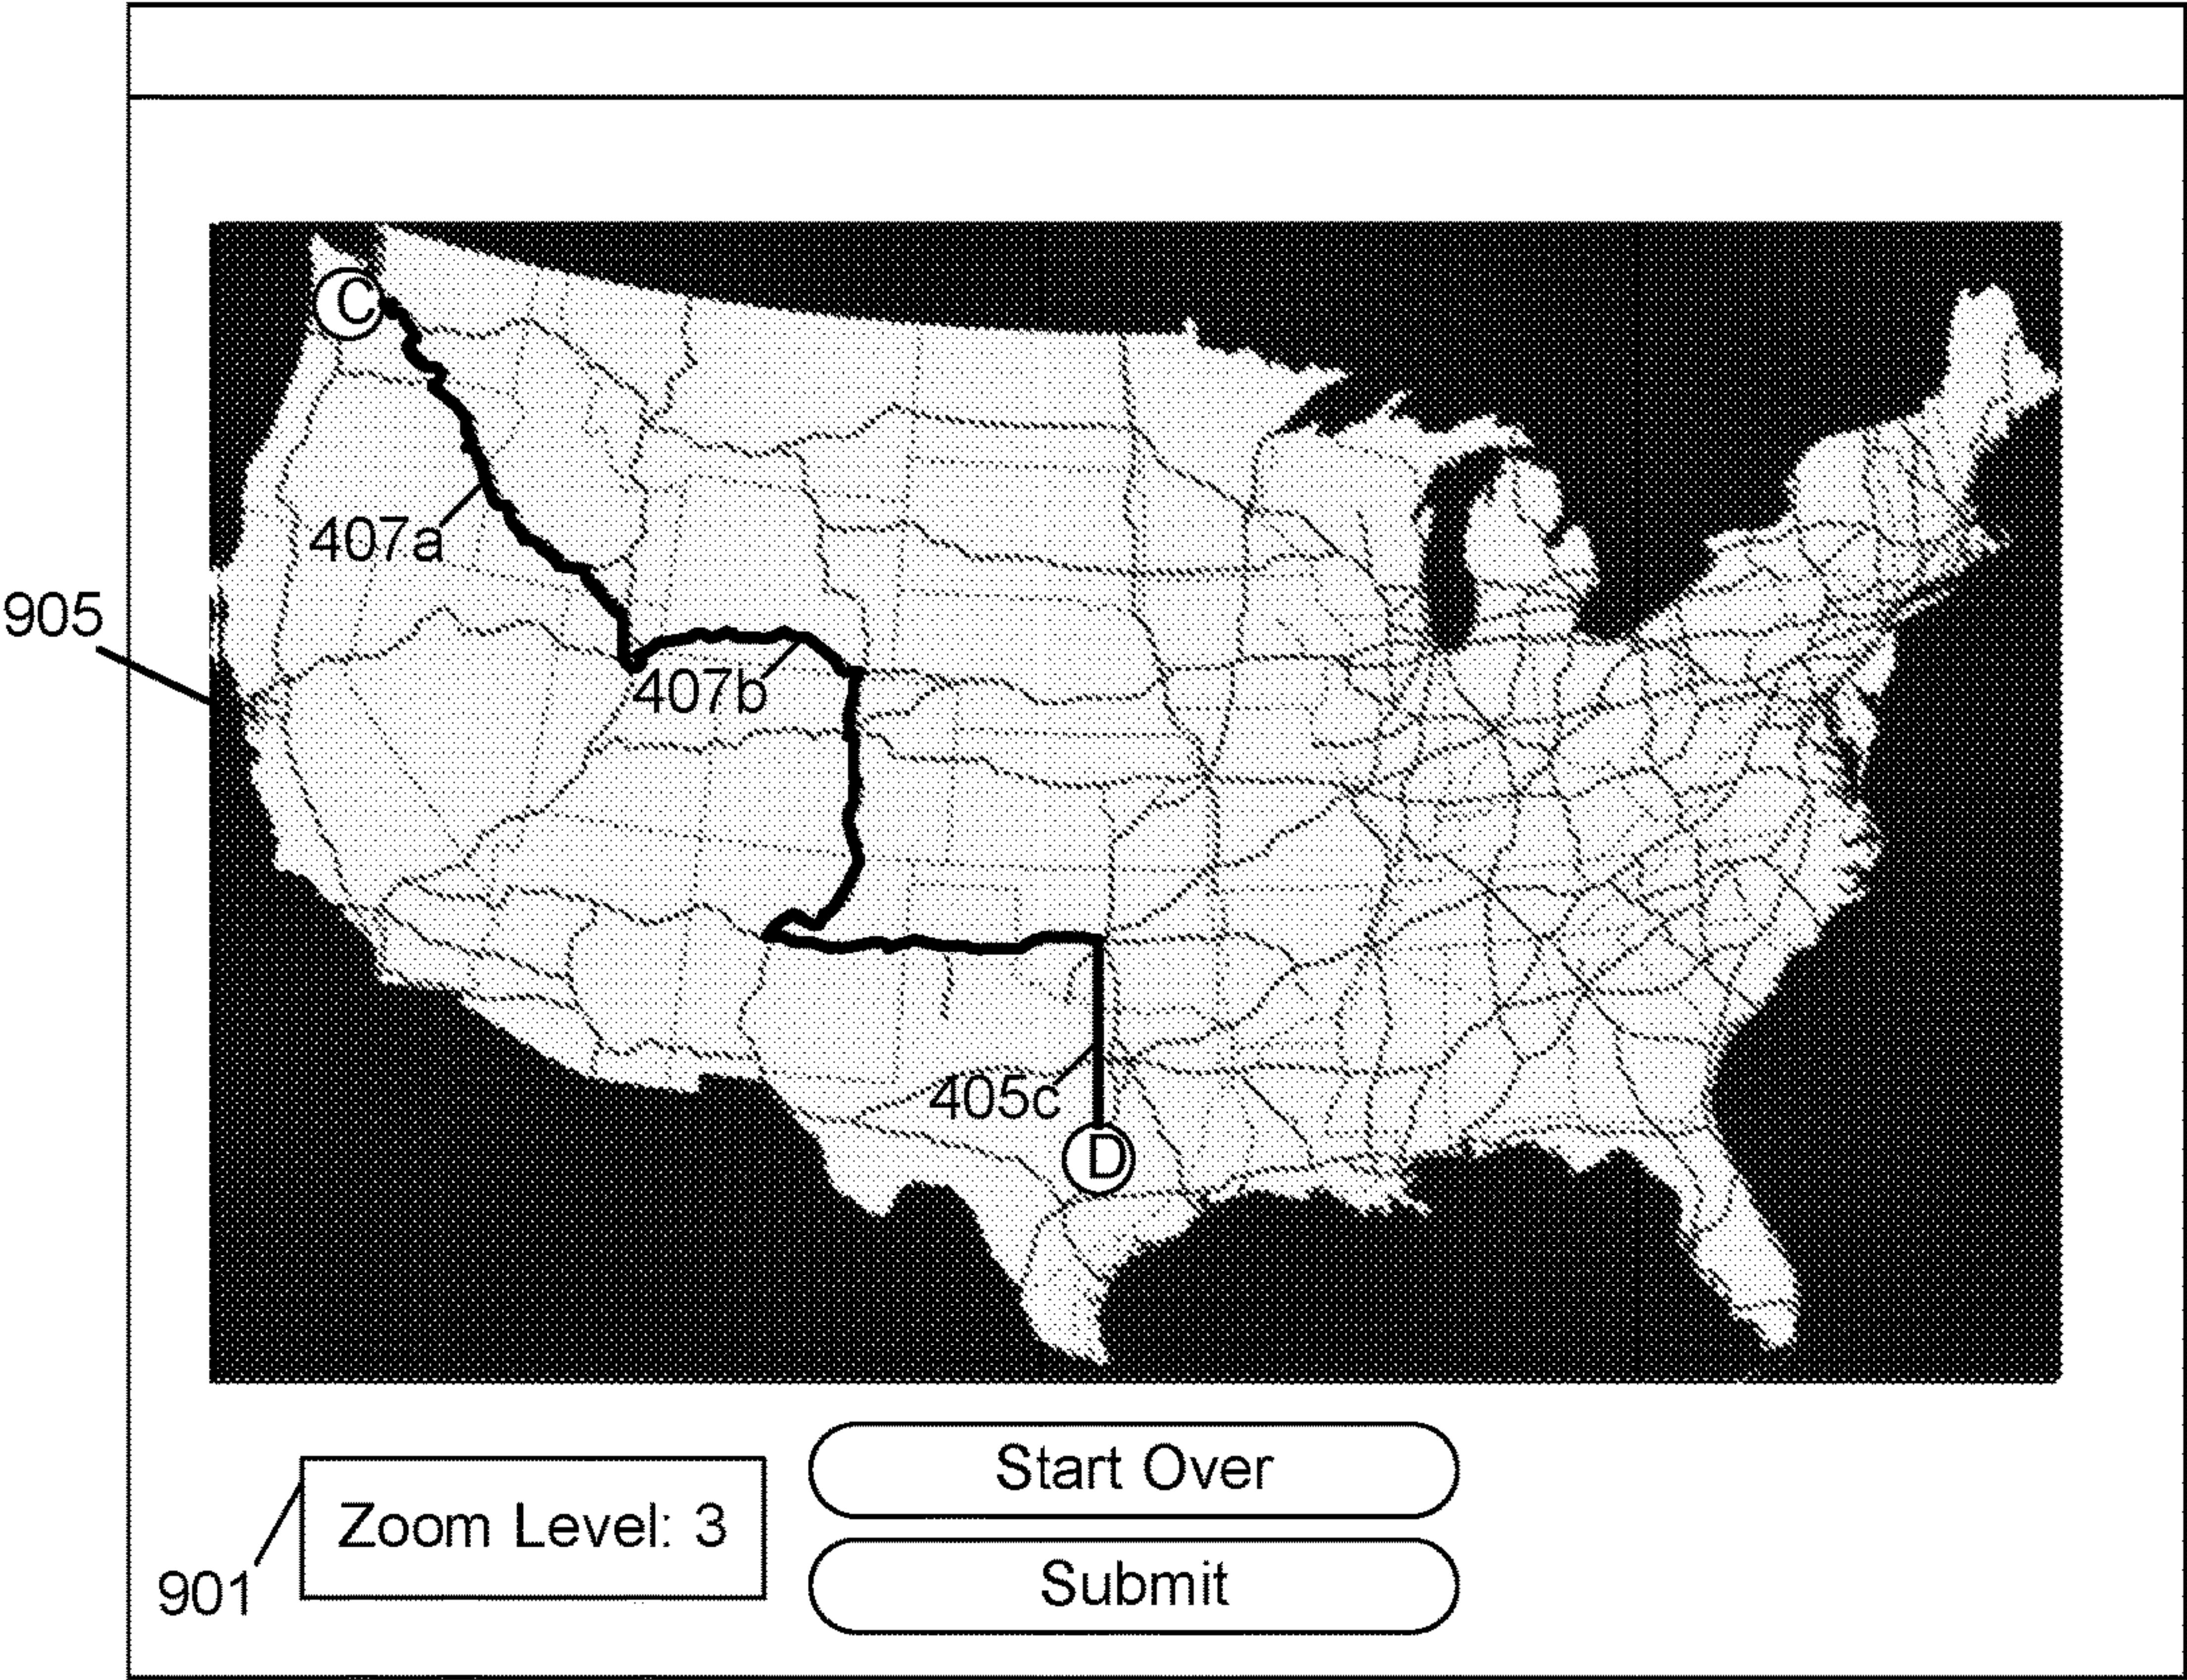 C
407a
905
407b
405c
D
Start Over
Zoom Level: 3
Submit
901